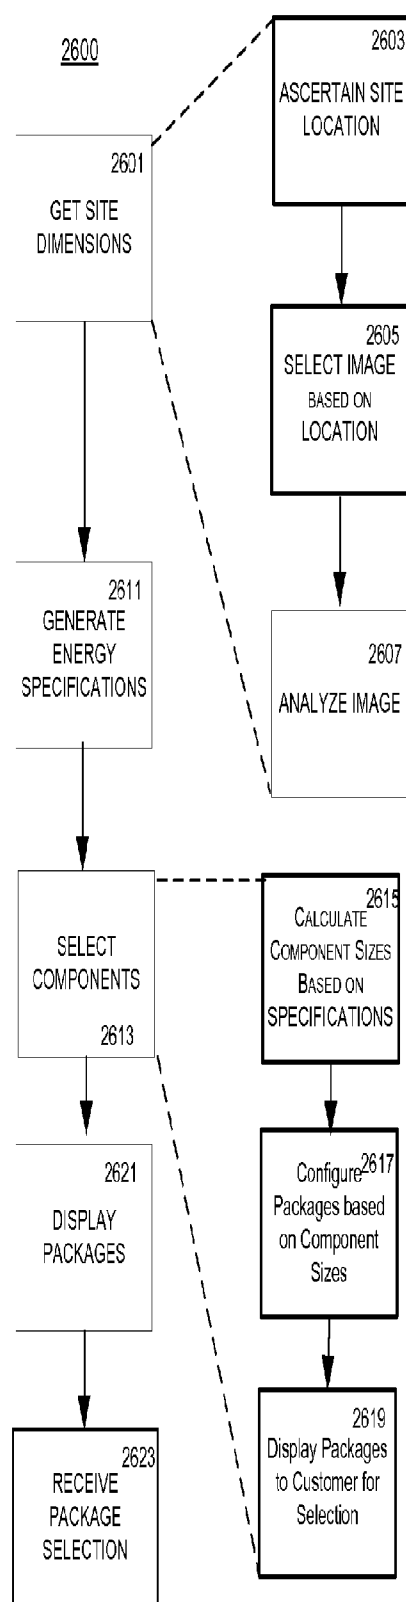 2600
2601
GET SITE
DIMENSIONS
2603
ASCERTAIN SITE
LOCATION
2605
SELECT IMAGE
BASED ON
LOCATION
2607
ANALYZE IMAGE
2611
GENERATE
ENERGY
SPECIFICATIONS
SELECT
COMPONENTS
2613
2615
CALCULATE
COMPONENT SIZES
BASED ON
SPECIFICATIONS
2617
Configure
Packages based
on Component
Sizes
2619
Display Packages
to Customer for
Selection
2621
DISPLAY
PACKAGES
2623
RECEIVE
PACKAGE
SELECTION